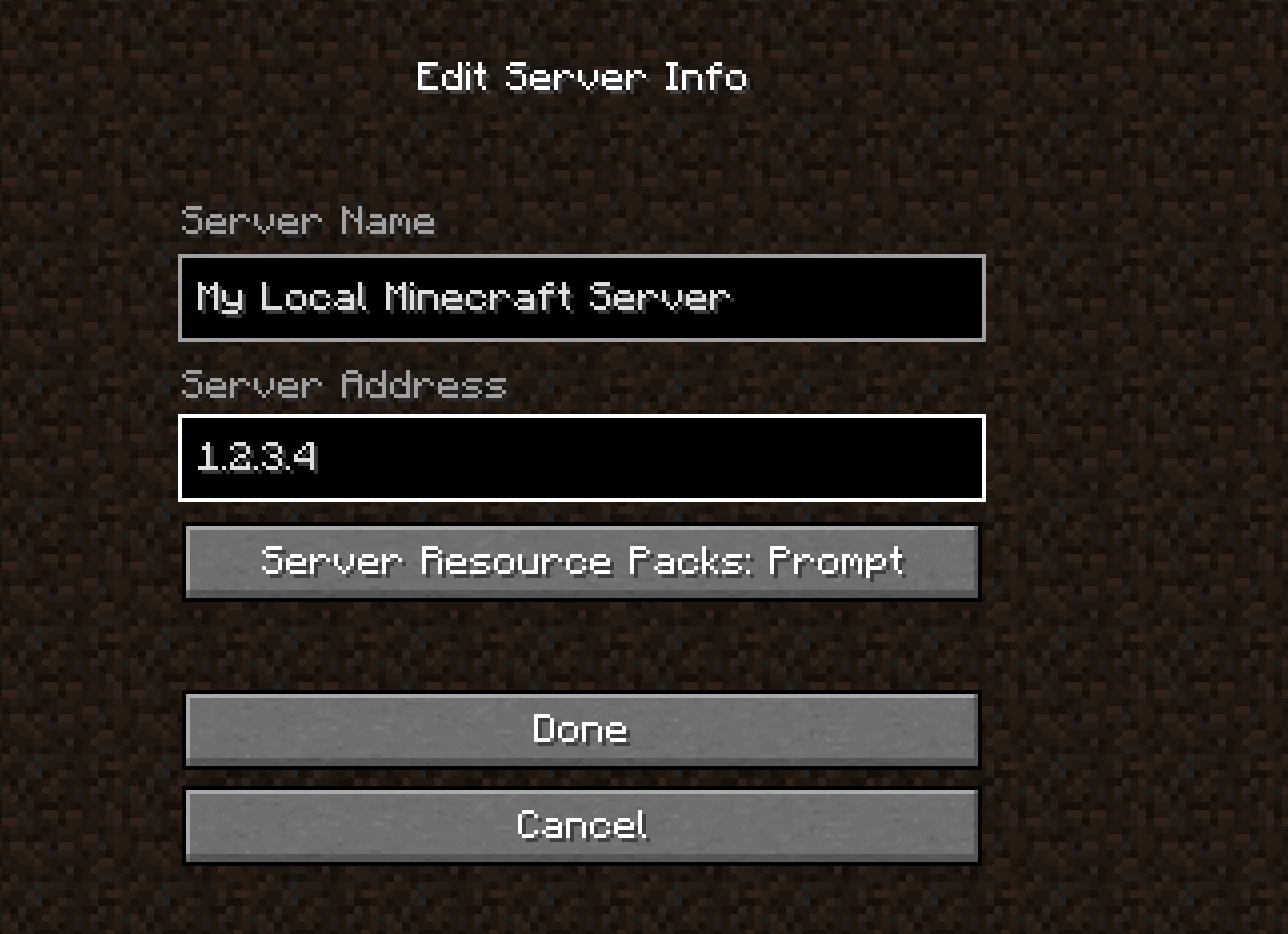 Edit Server Info
Server Name
My Local Minecraft Server
Server Address
1.2.3.4
Server Resource Packs: Prompt
Done
Cancel